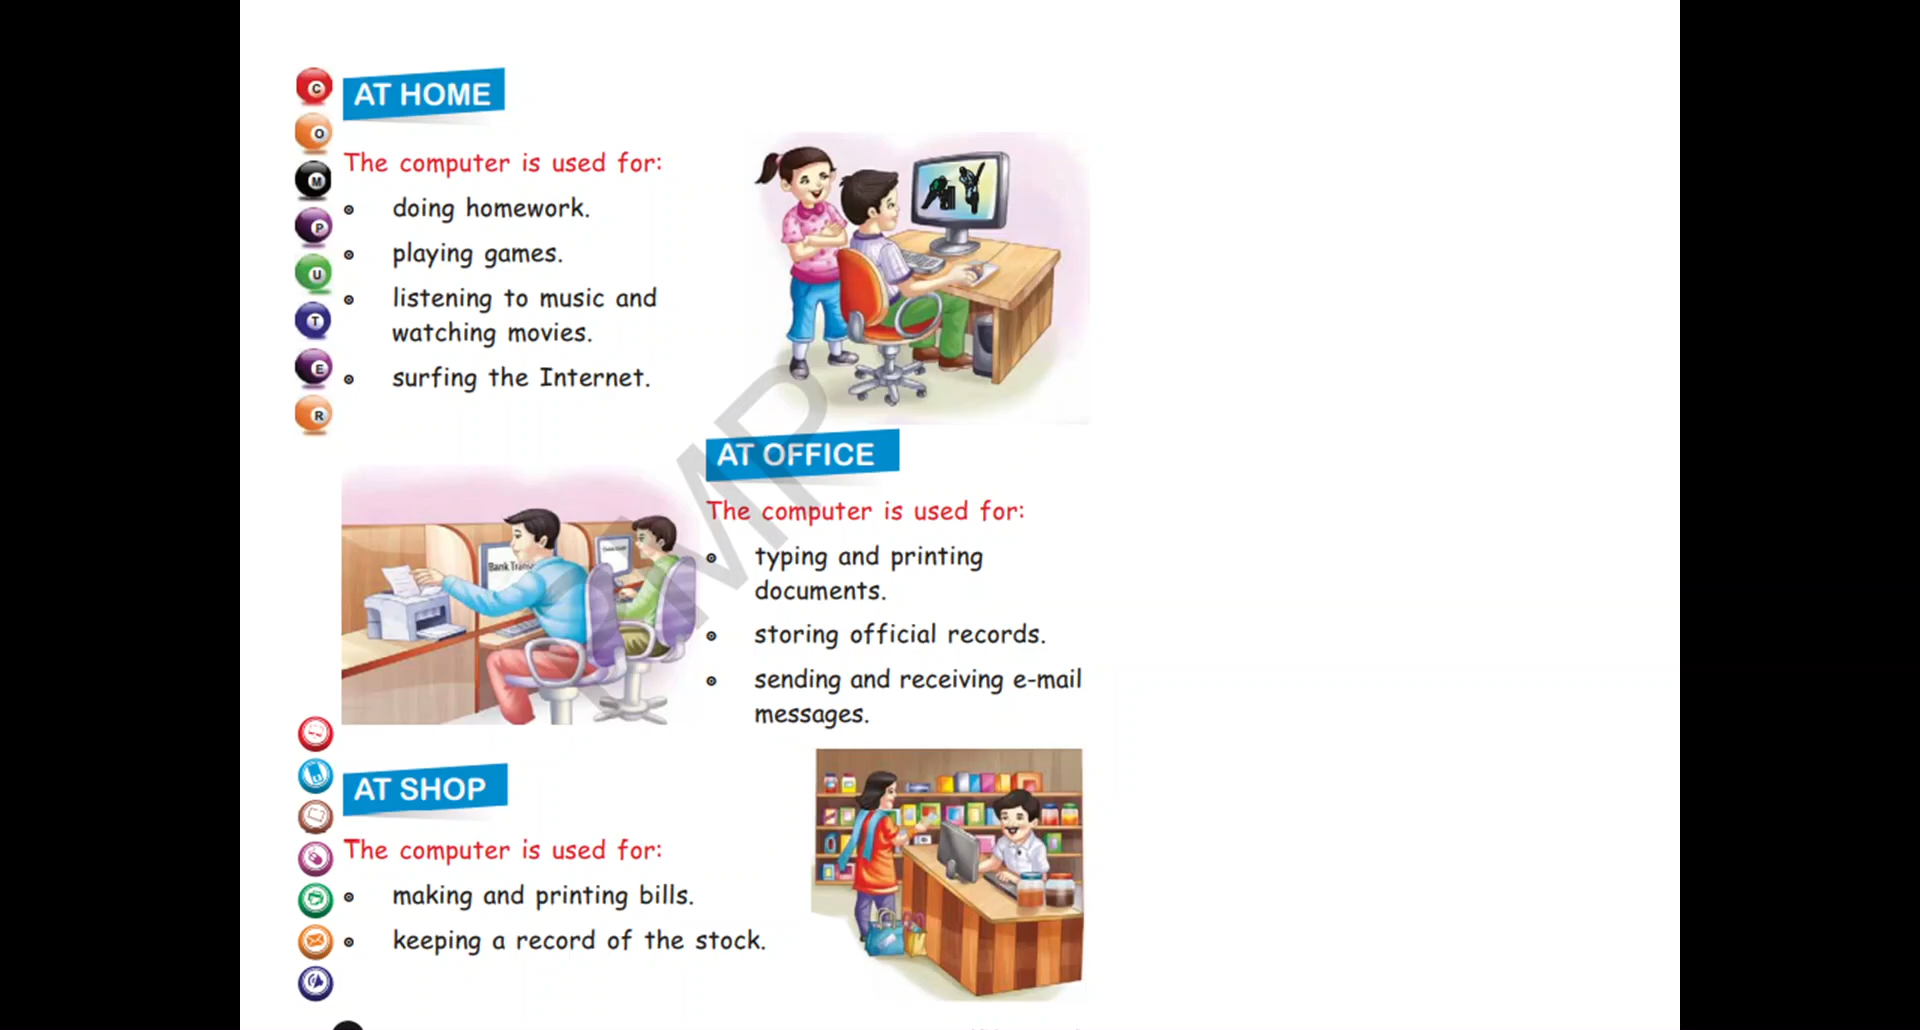 C
O
M
P
U
T
E
R
AT HOME
The computer is used for:
doing homework.
playing games.
listening to music and
watching movies.
surfing the Internet.
AT OFFICE
The computer is used for:
typing and printing
documents.
storing official records.
sending and receiving e-mail
messages.
Bank Trans
AT SHOP
The computer is used for:
making and printing bills.
keeping a record of the stock.